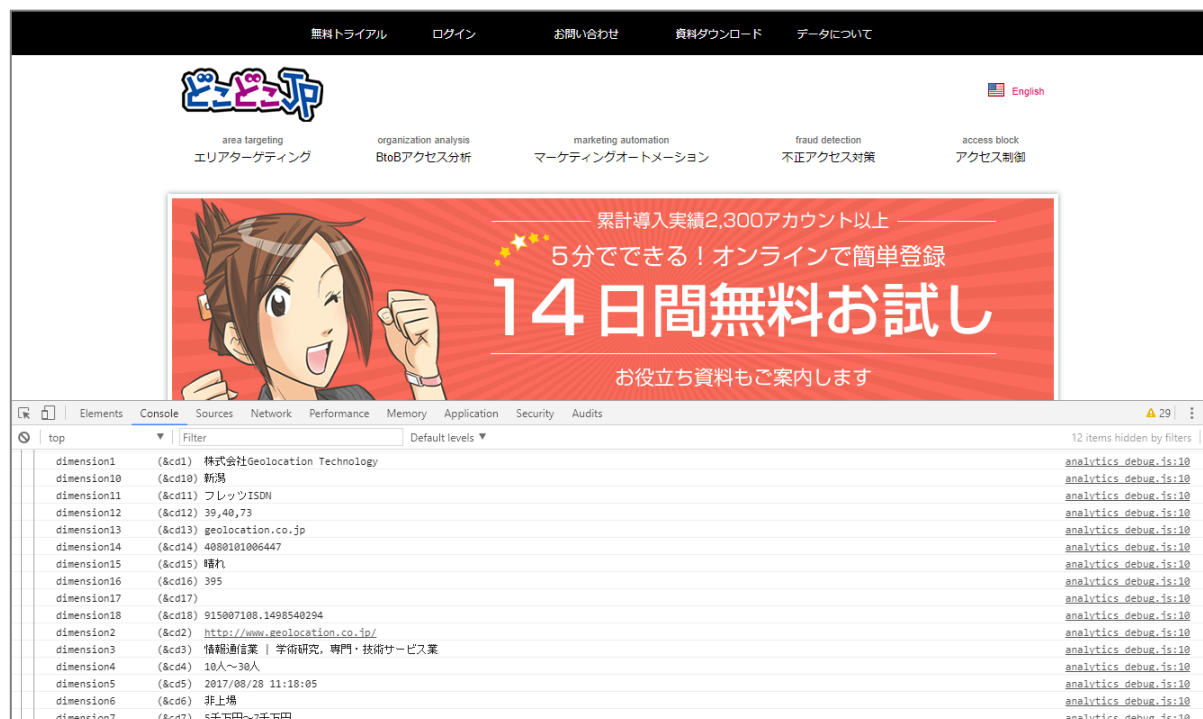 無料トライアル ログイン お問い合わせ 資料ダウンロード データについて
どこどこJP
English
area targeting organization analysis marketing automation fraud detection access block
エリアターゲティング BtoBアクセス分析 マーケティングオートメーション 不正アクセス対策 アクセス制御
累計導入実績2,300アカウント以上
5分でできる！オンラインで簡単登録
14日間無料お試し
お役立ち資料もご案内します
Elements Console Sources Network Performance Memory Application Security Audits 29
top Filter Default levels 12 items hidden by filters
dimension1 (&cd1) 株式会社Geolocation Technology analytics_debug.js:10
dimension10 (&cd10) 新潟 analytics_debug.js:10
dimension11 (&cd11) フレッツISDN analytics_debug.js:10
dimension12 (&cd12) 39,40,73 analytics_debug.js:10
dimension13 (&cd13) geolocation.co.jp analytics_debug.js:10
dimension14 (&cd14) 4080101006447 analytics_debug.js:10
dimension15 (&cd15) 晴れ analytics_debug.js:10
dimension16 (&cd16) 395 analytics_debug.js:10
dimension17 (&cd17) analytics_debug.js:10
dimension18 (&cd18) 915007108.1498540294 analytics_debug.js:10
dimension2 (&cd2) http://www.geolocation.co.jp/ analytics_debug.js:10
dimension3 (&cd3) 情報通信業 | 学術研究，専門・技術サービス業 analytics_debug.js:10
dimension4 (&cd4) 10人～30人 analytics_debug.js:10
dimension5 (&cd5) 2017/08/28 11:18:05 analytics_debug.js:10
dimension6 (&cd6) 非上場 analytics_debug.js:10
dimension7 (&cd7) 5千万円～7千万円 analytics_debug.js:10